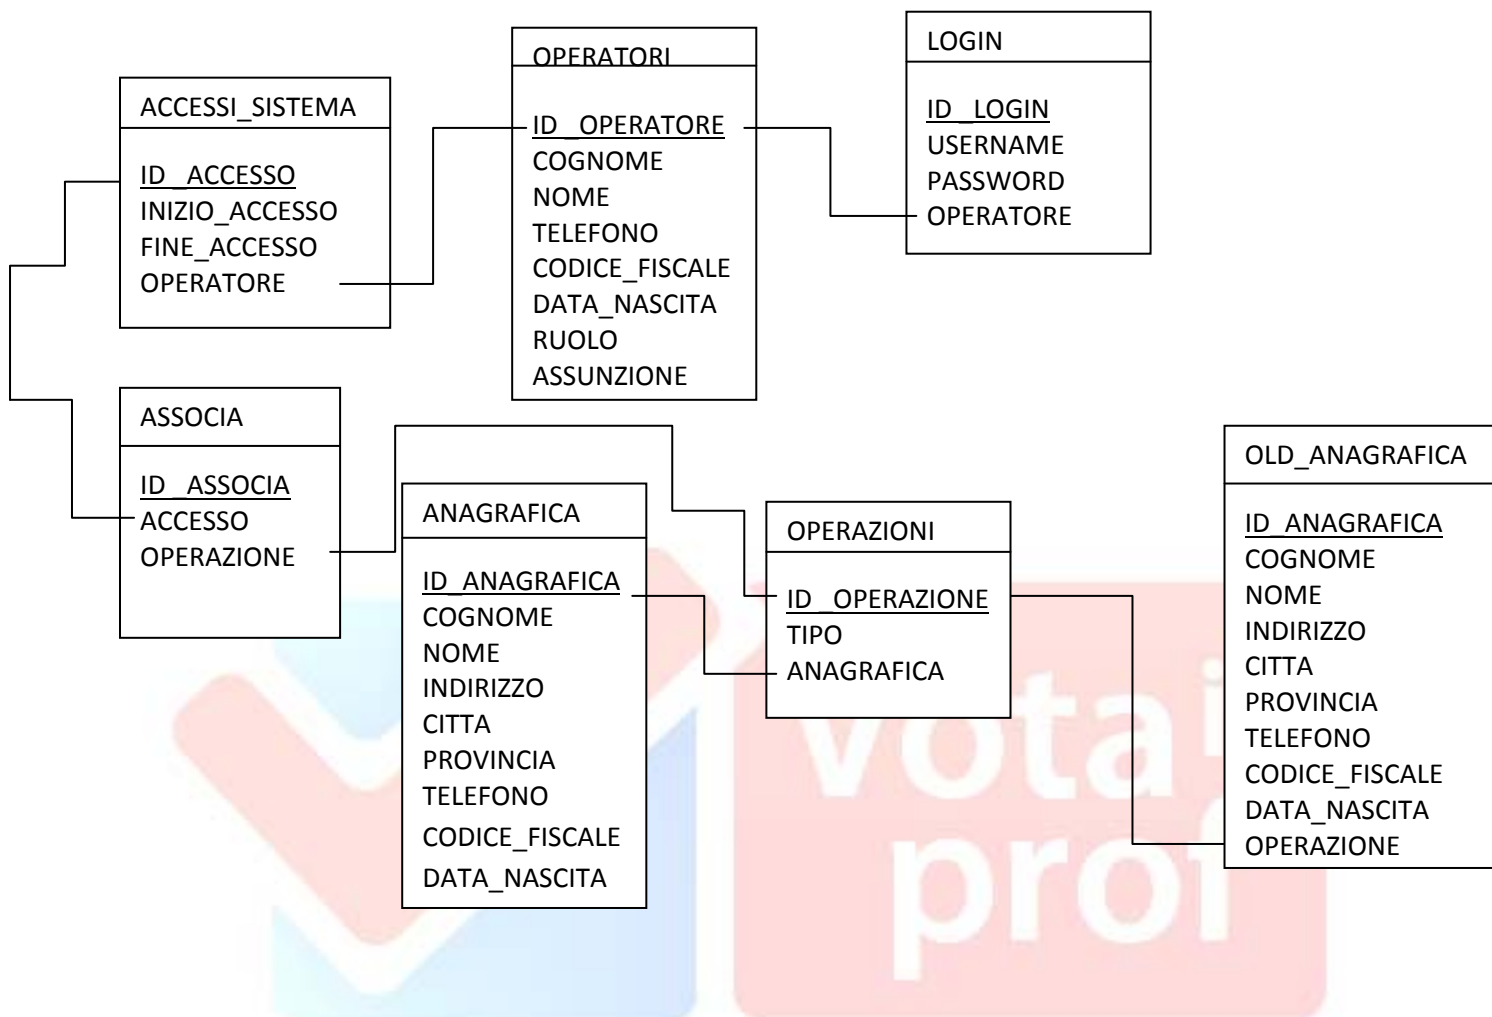 ACCESSI_SISTEMA
ID_ACCESSO
INIZIO_ACCESSO
FINE_ACCESSO
OPERATORE
OPERATORI
ID_OPERATORE
COGNOME
NOME
TELEFONO
CODICE_FISCALE
DATA_NASCITA
RUOLO
ASSUNZIONE
LOGIN
ID_LOGIN
USERNAME
PASSWORD
OPERATORE
ASSOCIA
ID_ASSOCIA
ACCESSO
OPERAZIONE
ANAGRAFICA
ID_ANAGRAFICA
COGNOME
NOME
INDIRIZZO
CITTA
PROVINCIA
TELEFONO
CODICE_FISCALE
DATA_NASCITA
OPERAZIONI
ID_OPERAZIONE
TIPO
ANAGRAFICA
OLD_ANAGRAFICA
ID_ANAGRAFICA
COGNOME
NOME
INDIRIZZO
CITTA
PROVINCIA
TELEFONO
CODICE_FISCALE
DATA_NASCITA
OPERAZIONE
vota i
prof